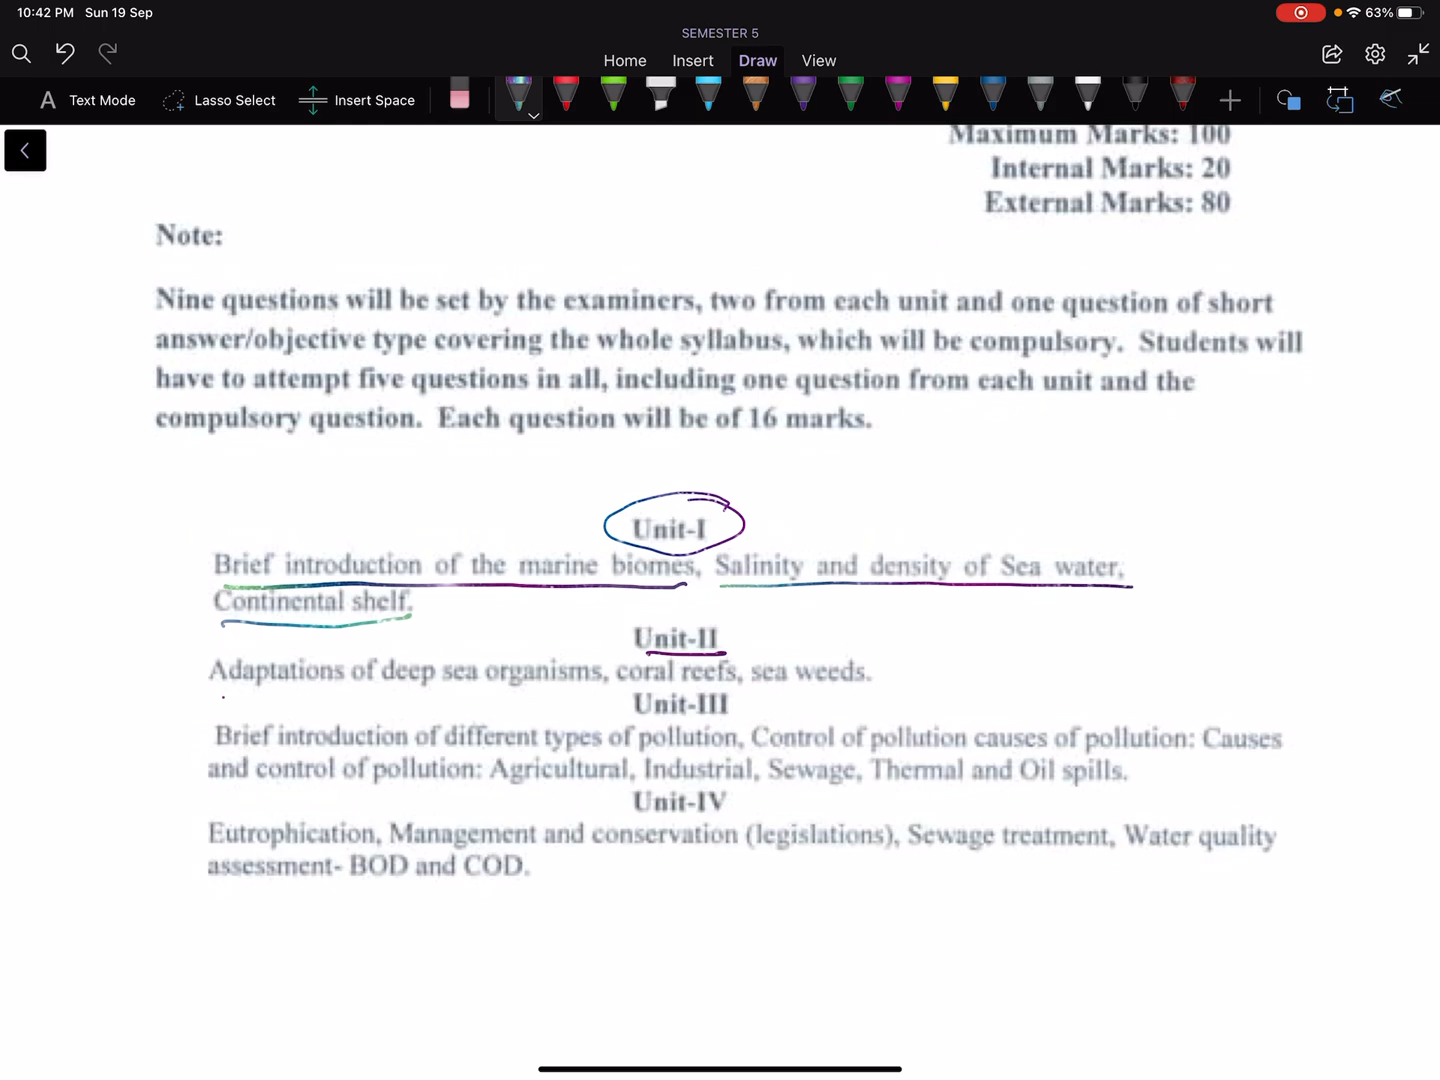 10:42 PM Sun 19 Sep
63%
SEMESTER 5
Home Insert Draw View
A Text Mode Lasso Select Insert Space
Maximum Marks: 100
Internal Marks: 20
External Marks: 80
Note:
Nine questions will be set by the examiners, two from each unit and one question of short
answer/objective type covering the whole syllabus, which will be compulsory. Students will
have to attempt five questions in all, including one question from each unit and the
compulsory question. Each question will be of 16 marks.
Unit-I
Brief introduction of the marine biomes, Salinity and density of Sea water,
Continental shelf.
Unit-II
Adaptations of deep sea organisms, coral reefs, sea weeds.
Unit-III
Brief introduction of different types of pollution, Control of pollution causes of pollution: Causes
and control of pollution: Agricultural, Industrial, Sewage, Thermal and Oil spills.
Unit-IV
Eutrophication, Management and conservation (legislations), Sewage treatment, Water quality
assessment- BOD and COD.